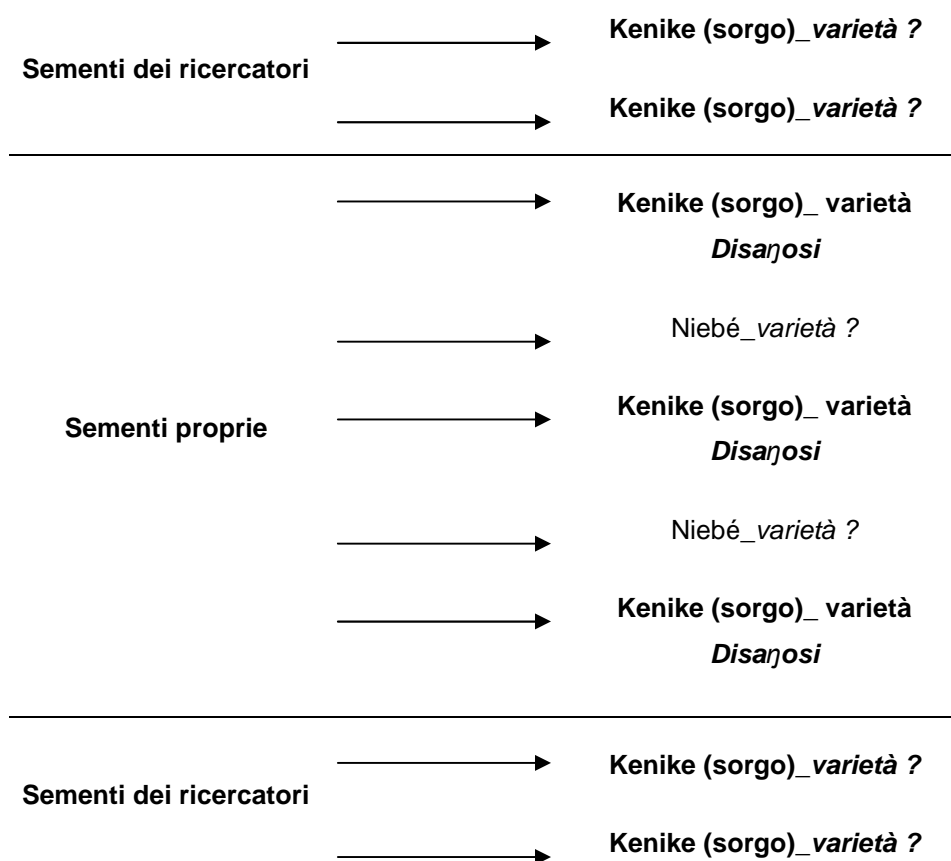 Kenike (sorgo)_varietà ?
Sementi dei ricercatori
Kenike (sorgo)_varietà ?
Kenike (sorgo)_ varietà
Disaŋosi
Niebé_varietà ?
Sementi proprie
Kenike (sorgo)_ varietà
Disaŋosi
Niebé_varietà ?
Kenike (sorgo)_ varietà
Disaŋosi
Kenike (sorgo)_varietà ?
Sementi dei ricercatori
Kenike (sorgo)_varietà ?